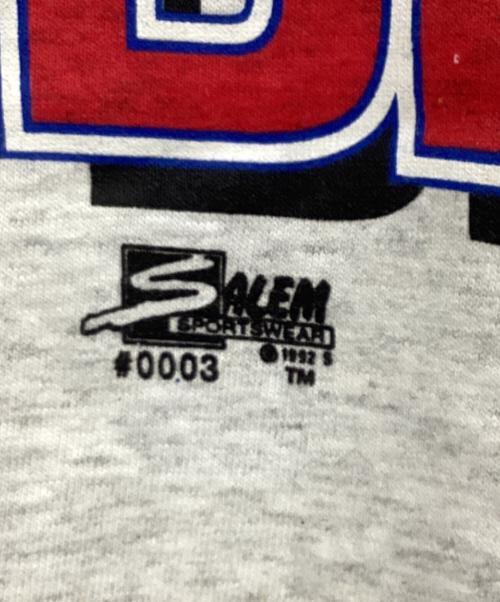 SALEM
SPORTSWEAR
#0003 © 1992 S
TM